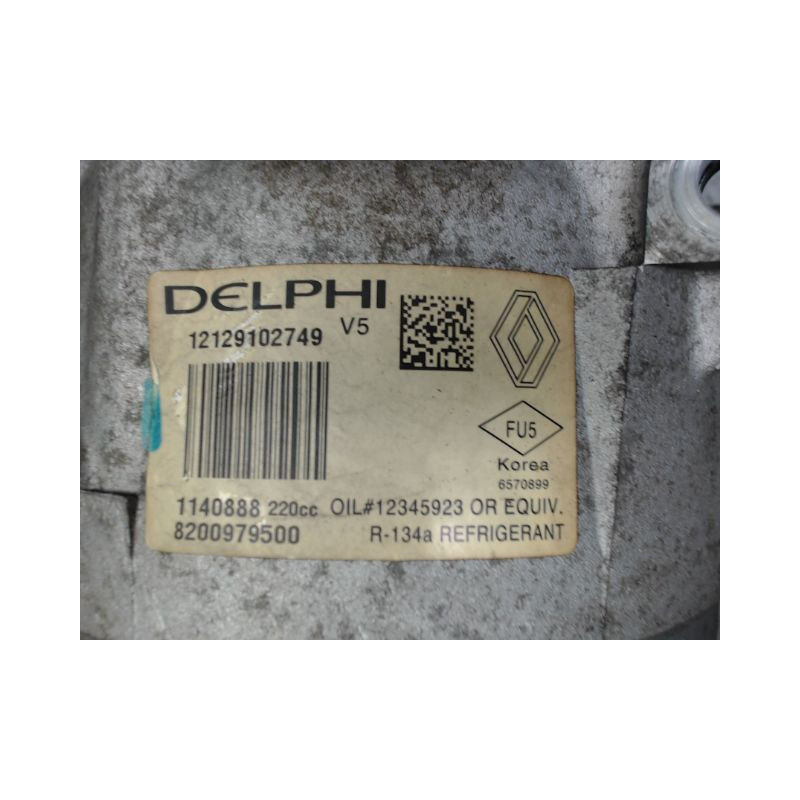 DELPHI
12129102749 V5
FU5
Korea
6570899
1140888 220cc OIL#12345923 OR EQUIV.
8200979500 R-134a REFRIGERANT